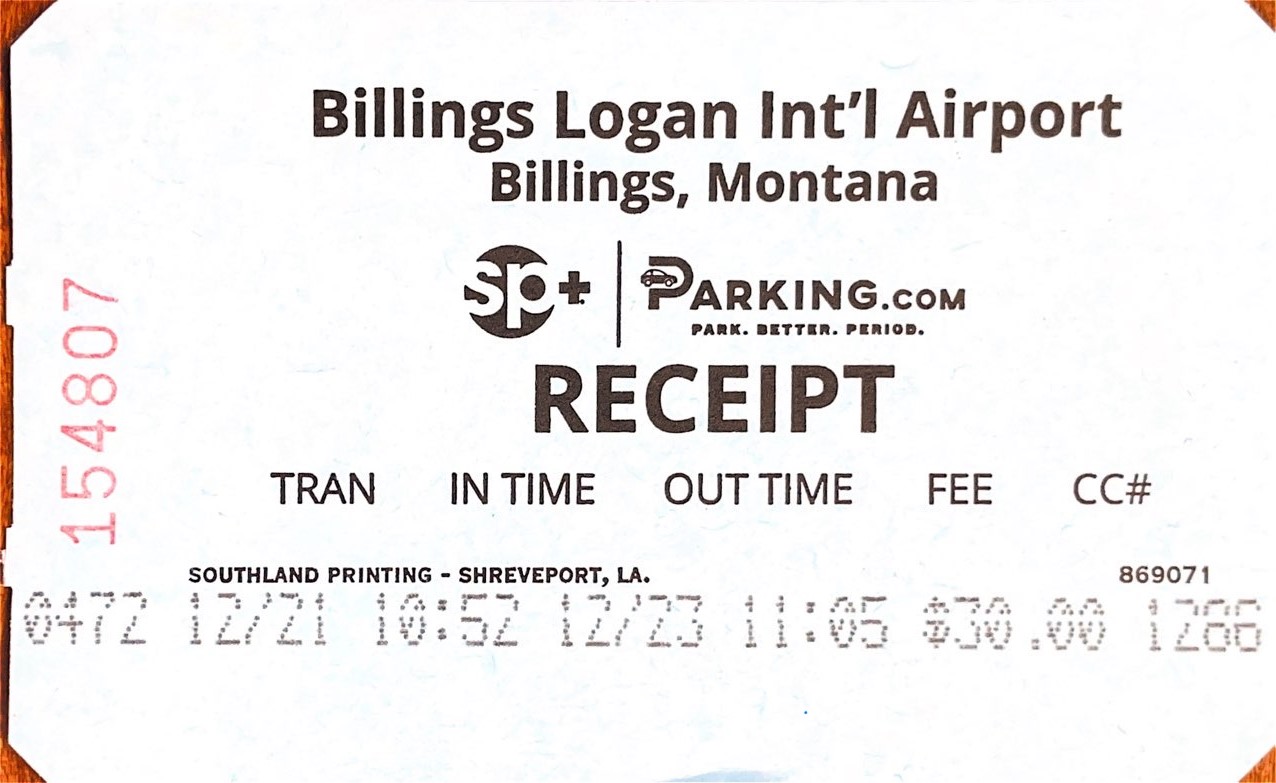 Billings Logan Int'l Airport
Billings, Montana
sp+ PARKING.COM
PARK. BETTER. PERIOD.
RECEIPT
154807
TRAN IN TIME OUT TIME FEE CC#
SOUTHLAND PRINTING - SHREVEPORT, LA. 869071
0472 12/21 10:52 12/23 11:05 $30.00